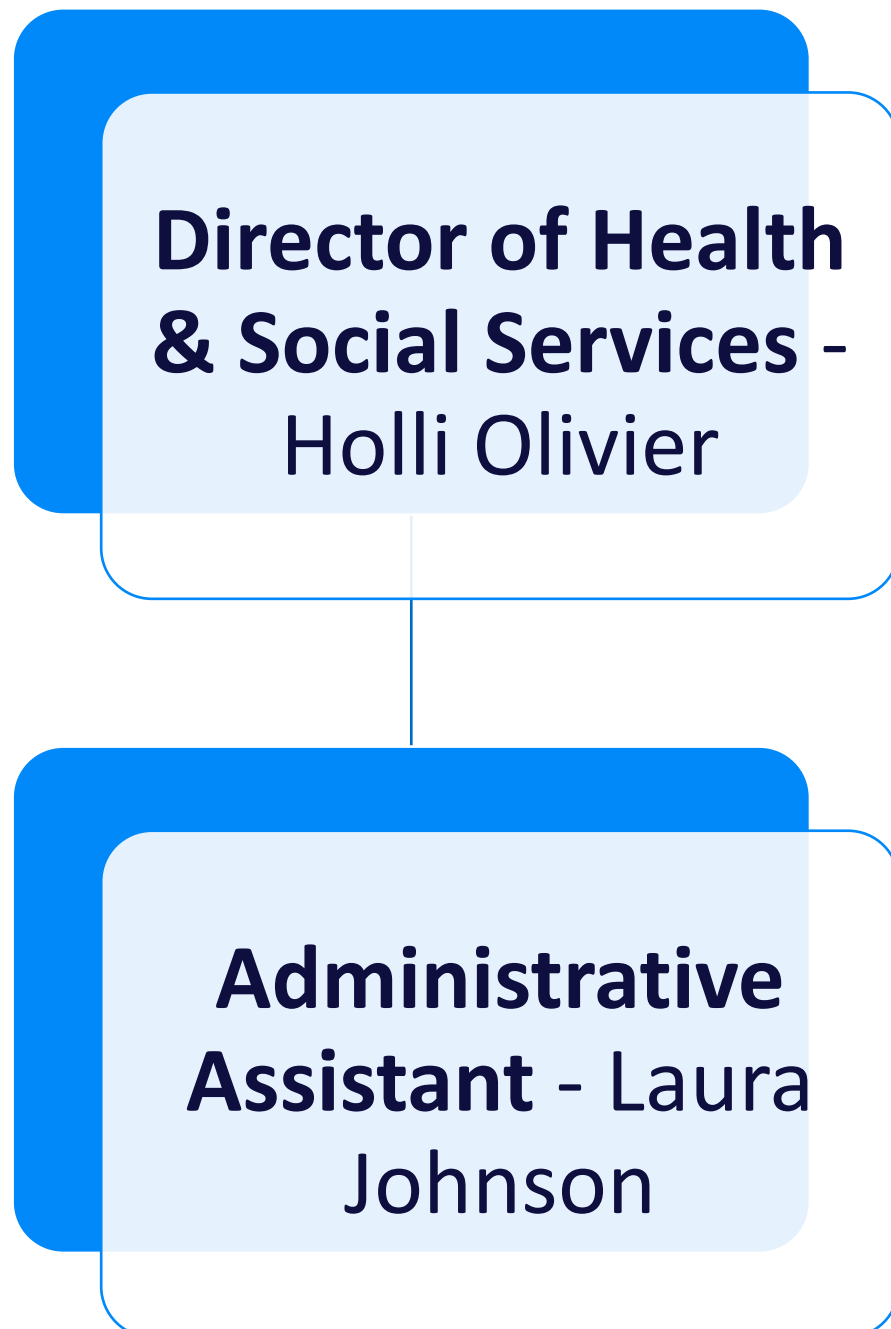 Director of Health
& Social Services -
Holli Olivier
Administrative
Assistant - Laura
Johnson